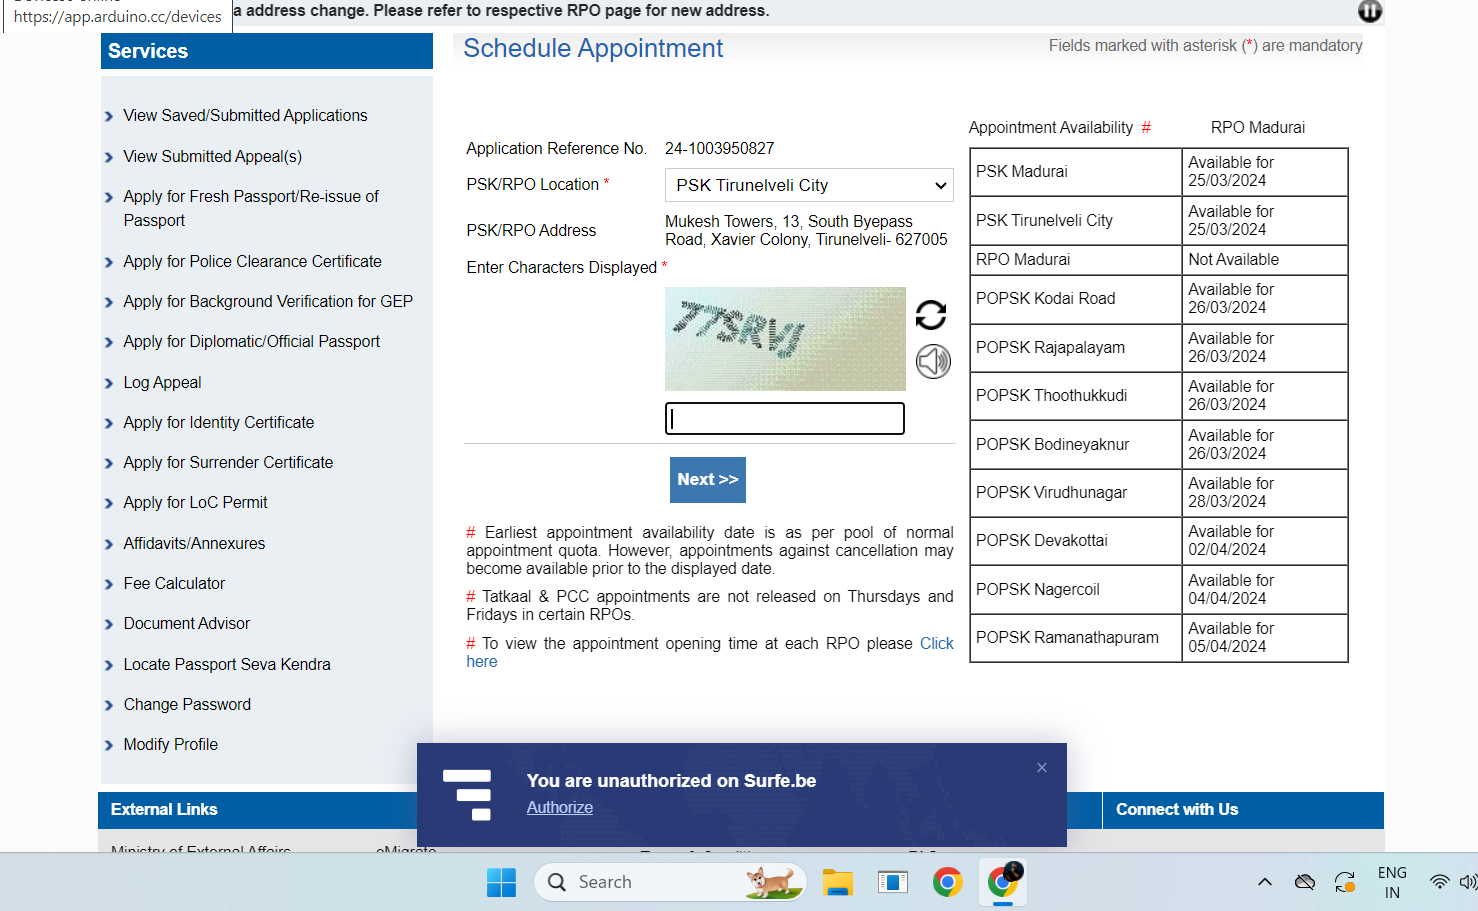 https://app.arduino.cc/devices
a address change. Please refer to respective RPO page for new address.
Services
View Saved/Submitted Applications
View Submitted Appeal(s)
Apply for Fresh Passport/Re-issue of
Passport
Apply for Police Clearance Certificate
Apply for Background Verification for GEP
Apply for Diplomatic/Official Passport
Log Appeal
Apply for Identity Certificate
Apply for Surrender Certificate
Apply for LoC Permit
Affidavits/Annexures
Fee Calculator
Document Advisor
Locate Passport Seva Kendra
Change Password
Modify Profile
Schedule Appointment
Fields marked with asterisk (*) are mandatory
Application Reference No. 24-1003950827
PSK/RPO Location * PSK Tirunelveli City
PSK/RPO Address
Mukesh Towers, 13, South Byepass
Road, Xavier Colony, Tirunelveli- 627005
Enter Characters Displayed *
77SRVJ
Next >>
# Earliest appointment availability date is as per pool of normal
appointment quota. However, appointments against cancellation may
become available prior to the displayed date.
# Tatkaal & PCC appointments are not released on Thursdays and
Fridays in certain RPOs.
# To view the appointment opening time at each RPO please Click
here
Appointment Availability # RPO Madurai
PSK Madurai
Available for
25/03/2024
PSK Tirunelveli City
Available for
25/03/2024
RPO Madurai Not Available
POPSK Kodai Road
Available for
26/03/2024
POPSK Rajapalayam
Available for
26/03/2024
POPSK Thoothukkudi
Available for
26/03/2024
POPSK Bodineyaknur
Available for
26/03/2024
POPSK Virudhunagar
Available for
28/03/2024
POPSK Devakottai
Available for
02/04/2024
POPSK Nagercoil
Available for
04/04/2024
POPSK Ramanathapuram
Available for
05/04/2024
You are unauthorized on Surfe.be
Authorize
External Links
Connect with Us
Ministry of External Affairs
eMigrate
Search
ENG
IN